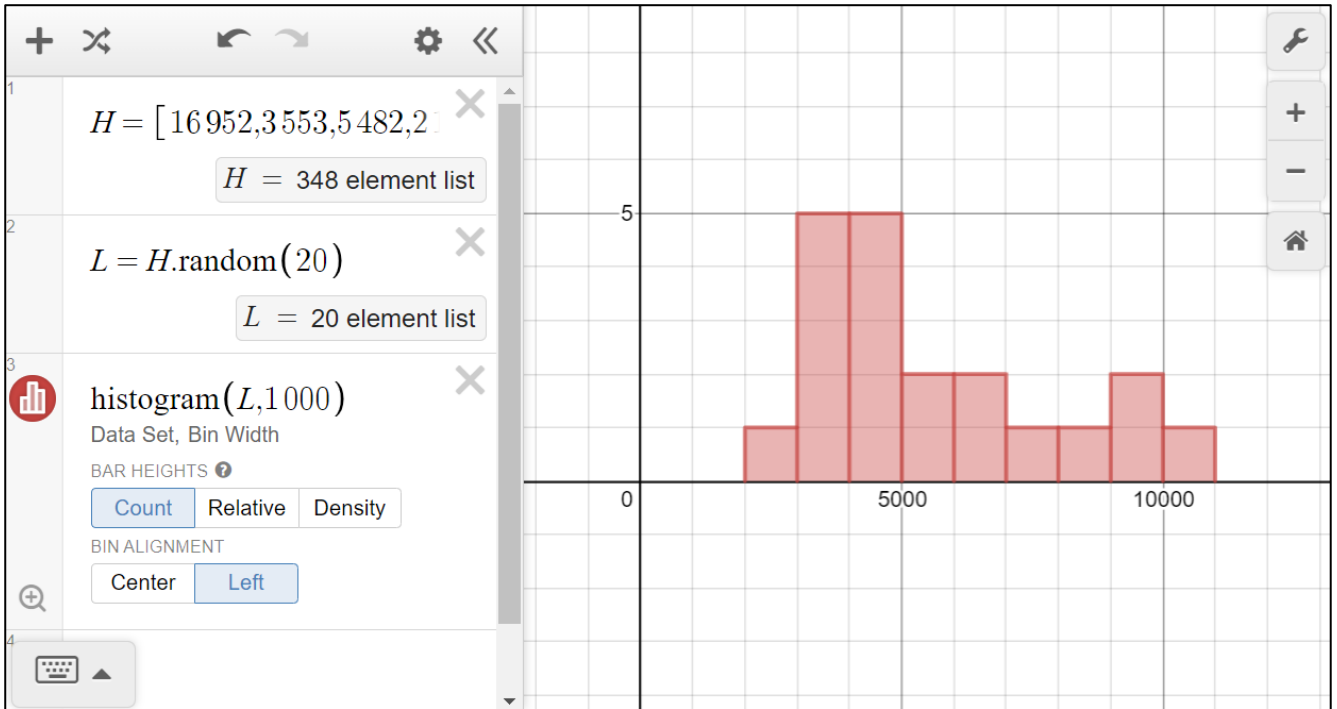 1
H = [16 952,3 553,5 482,2
H = 348 element list
2
L = H.random(20)
L = 20 element list
3
histogram(L,1 000)
Data Set, Bin Width
BAR HEIGHTS ?
Count Relative Density
BIN ALIGNMENT
Center Left
4
5
0 5000 10000
+
−